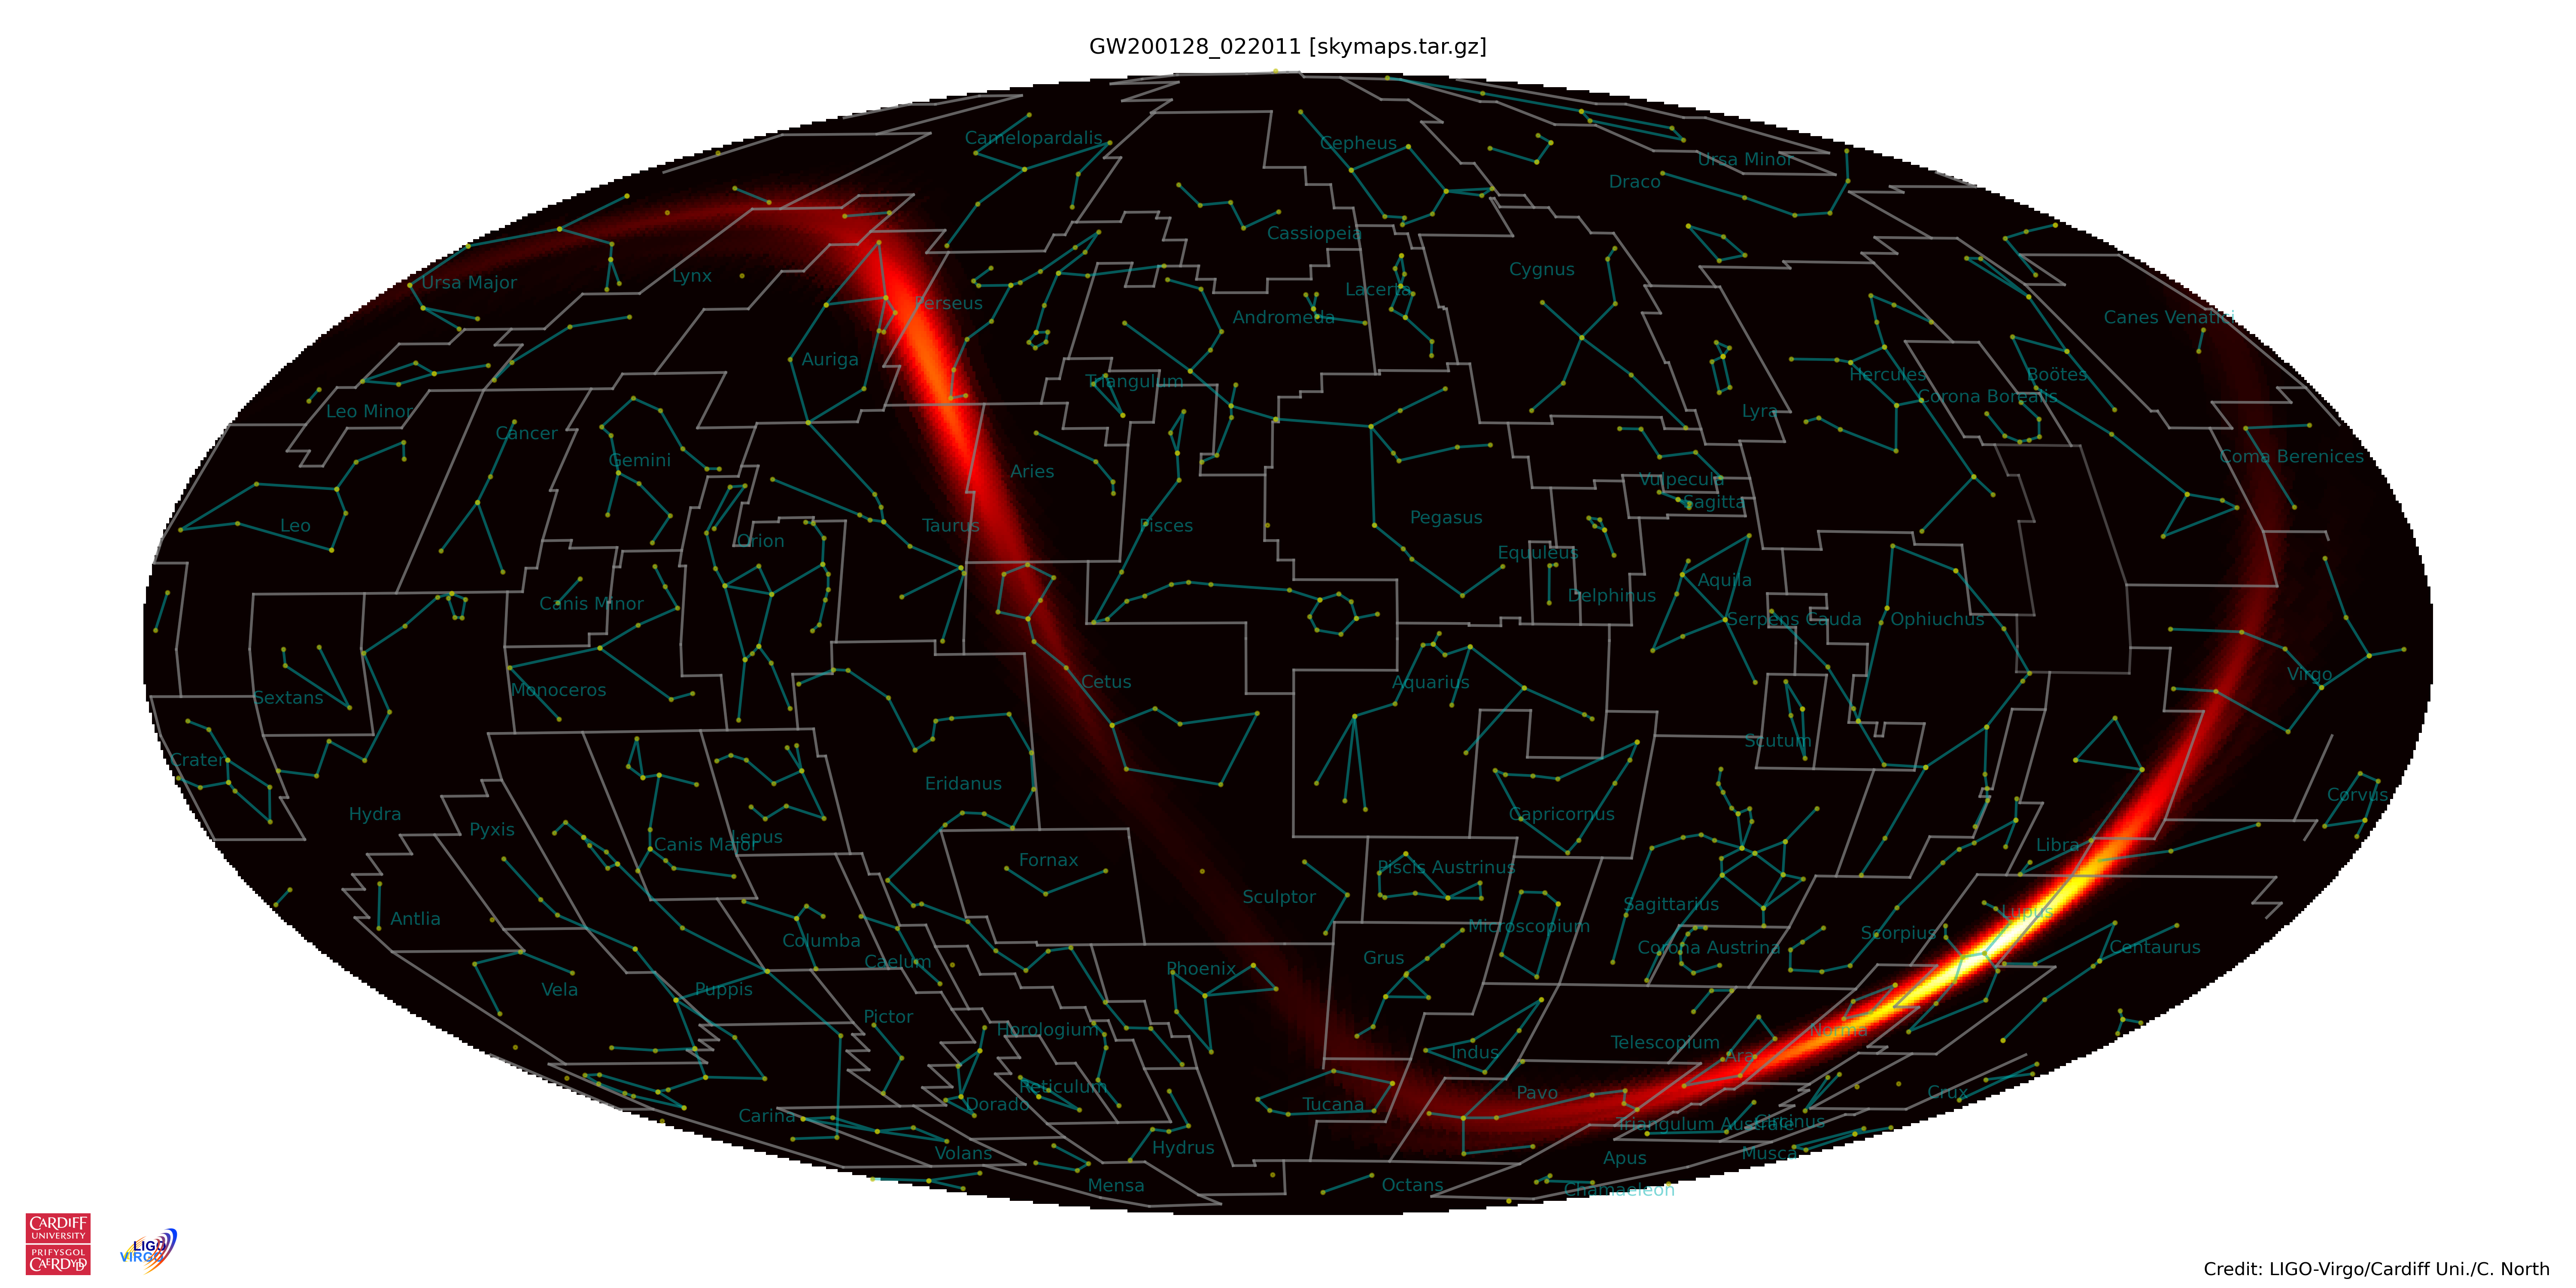 GW200128_022011 [skymaps.tar.gz]
Camelopardalis
Cepheus
Ursa Minor
Draco
Cassiopeia
Cygnus
Lynx
Ursa Major
Lacerta
Perseus
Andromeda
Canes Venatici
Auriga
Hercules
Boötes
Triangulum
Corona Borealis
Leo Minor
Lyra
Cancer
Coma Berenices
Gemini
Aries
Vulpecula
Sagitta
Pegasus
Leo
Taurus
Pisces
Orion
Equuleus
Aquila
Delphinus
Canis Minor
Serpens Cauda
Ophiuchus
Virgo
Cetus
Aquarius
Monoceros
Sextans
Scutum
Crater
Eridanus
Corvus
Hydra
Capricornus
Pyxis
Lepus
Canis Major
Libra
Fornax
Piscis Austrinus
Sculptor
Sagittarius
Lupus
Antlia
Microscopium
Scorpius
Columba
Corona Austrina
Centaurus
Grus
Caelum
Phoenix
Vela
Puppis
Pictor
Horologium
Norma
Telescopium
Indus
Ara
Reticulum
Pavo
Crux
Dorado
Tucana
Carina
Triangulum Australe
Circinus
Hydrus
Volans
Musca
Apus
Mensa
Octans
Chamaeleon
CARDIFF
UNIVERSITY
PRIFYSGOL
CAERDYDD
LIGO
VIRGO
Credit: LIGO-Virgo/Cardiff Uni./C. North